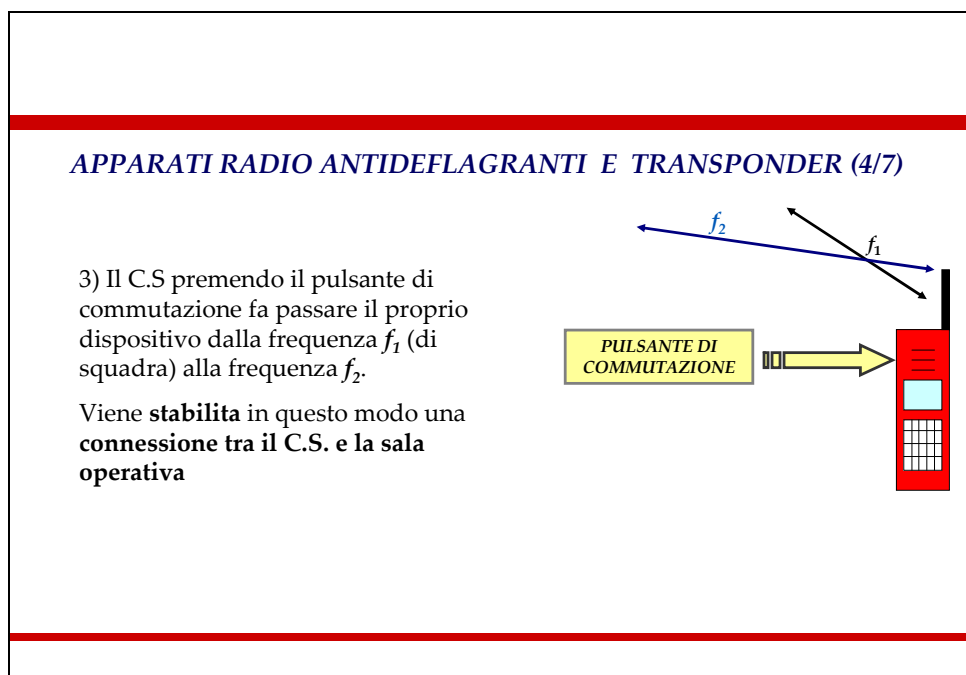 APPARATI RADIO ANTIDEFLAGRANTI E TRANSPONDER (4/7)
f2
f1
3) Il C.S premendo il pulsante di
commutazione fa passare il proprio
dispositivo dalla frequenza f1 (di
squadra) alla frequenza f2.
Viene stabilita in questo modo una
connessione tra il C.S. e la sala
operativa
PULSANTE DI
COMMUTAZIONE